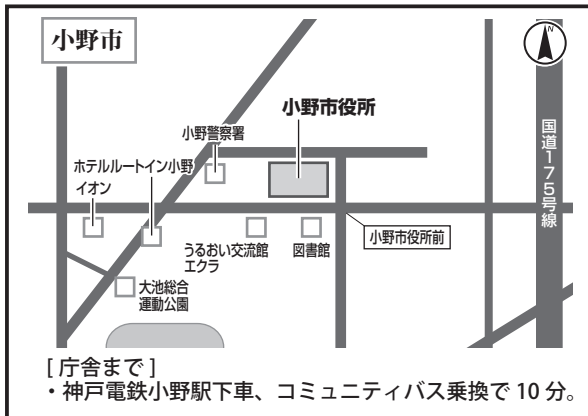 小野市
N
小野市役所
小野警察署
ホテルルートイン小野
イオン
国道175号線
うるおい交流館
エクラ
図書館
小野市役所前
大池総合
運動公園
[庁舎まで]
・神戸電鉄小野駅下車、コミュニティバス乗換で10分。